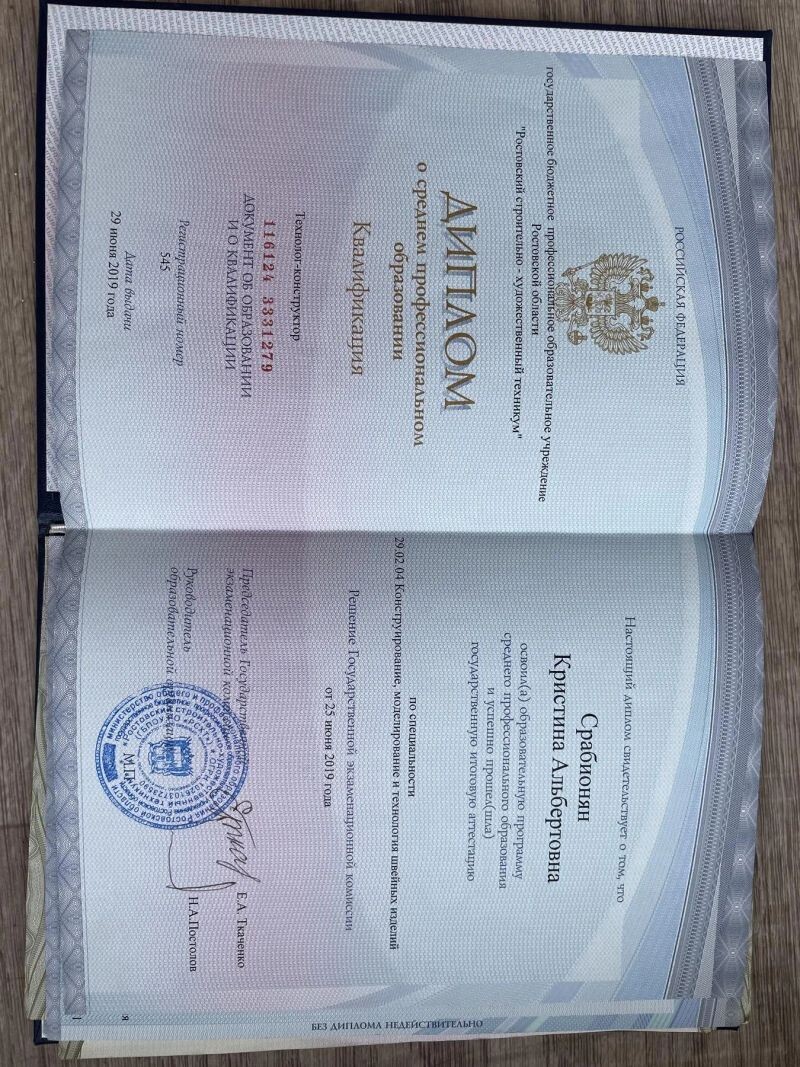 РОССИЙСКАЯ ФЕДЕРАЦИЯ
государственное бюджетное профессиональное образовательное учреждение
Ростовской области
"Ростовский строительно - художественный техникум"
ДИПЛОМ
о среднем профессиональном
образовании
Квалификация
Технолог-конструктор
116124 3331279
ДОКУМЕНТ ОБ ОБРАЗОВАНИИ
И О КВАЛИФИКАЦИИ
Регистрационный номер
545
Дата выдачи
29 июня 2019 года
Настоящий диплом свидетельствует о том, что
Срабионян
Кристина Альбертовна
освоил(а) образовательную программу
среднего профессионального образования
и успешно прошел(шла)
государственную итоговую аттестацию
по специальности
29.02.04 Конструирование, моделирование и технология швейных изделий
Решение Государственной экзаменационной комиссии
от 25 июня 2019 года
Председатель Государственной
экзаменационной комиссии
Е.А. Ткаченко
Руководитель
образовательной организации
Н.А.Постолов
М.П.
БЕЗ ДИПЛОМА НЕДЕЙСТВИТЕЛЬНО